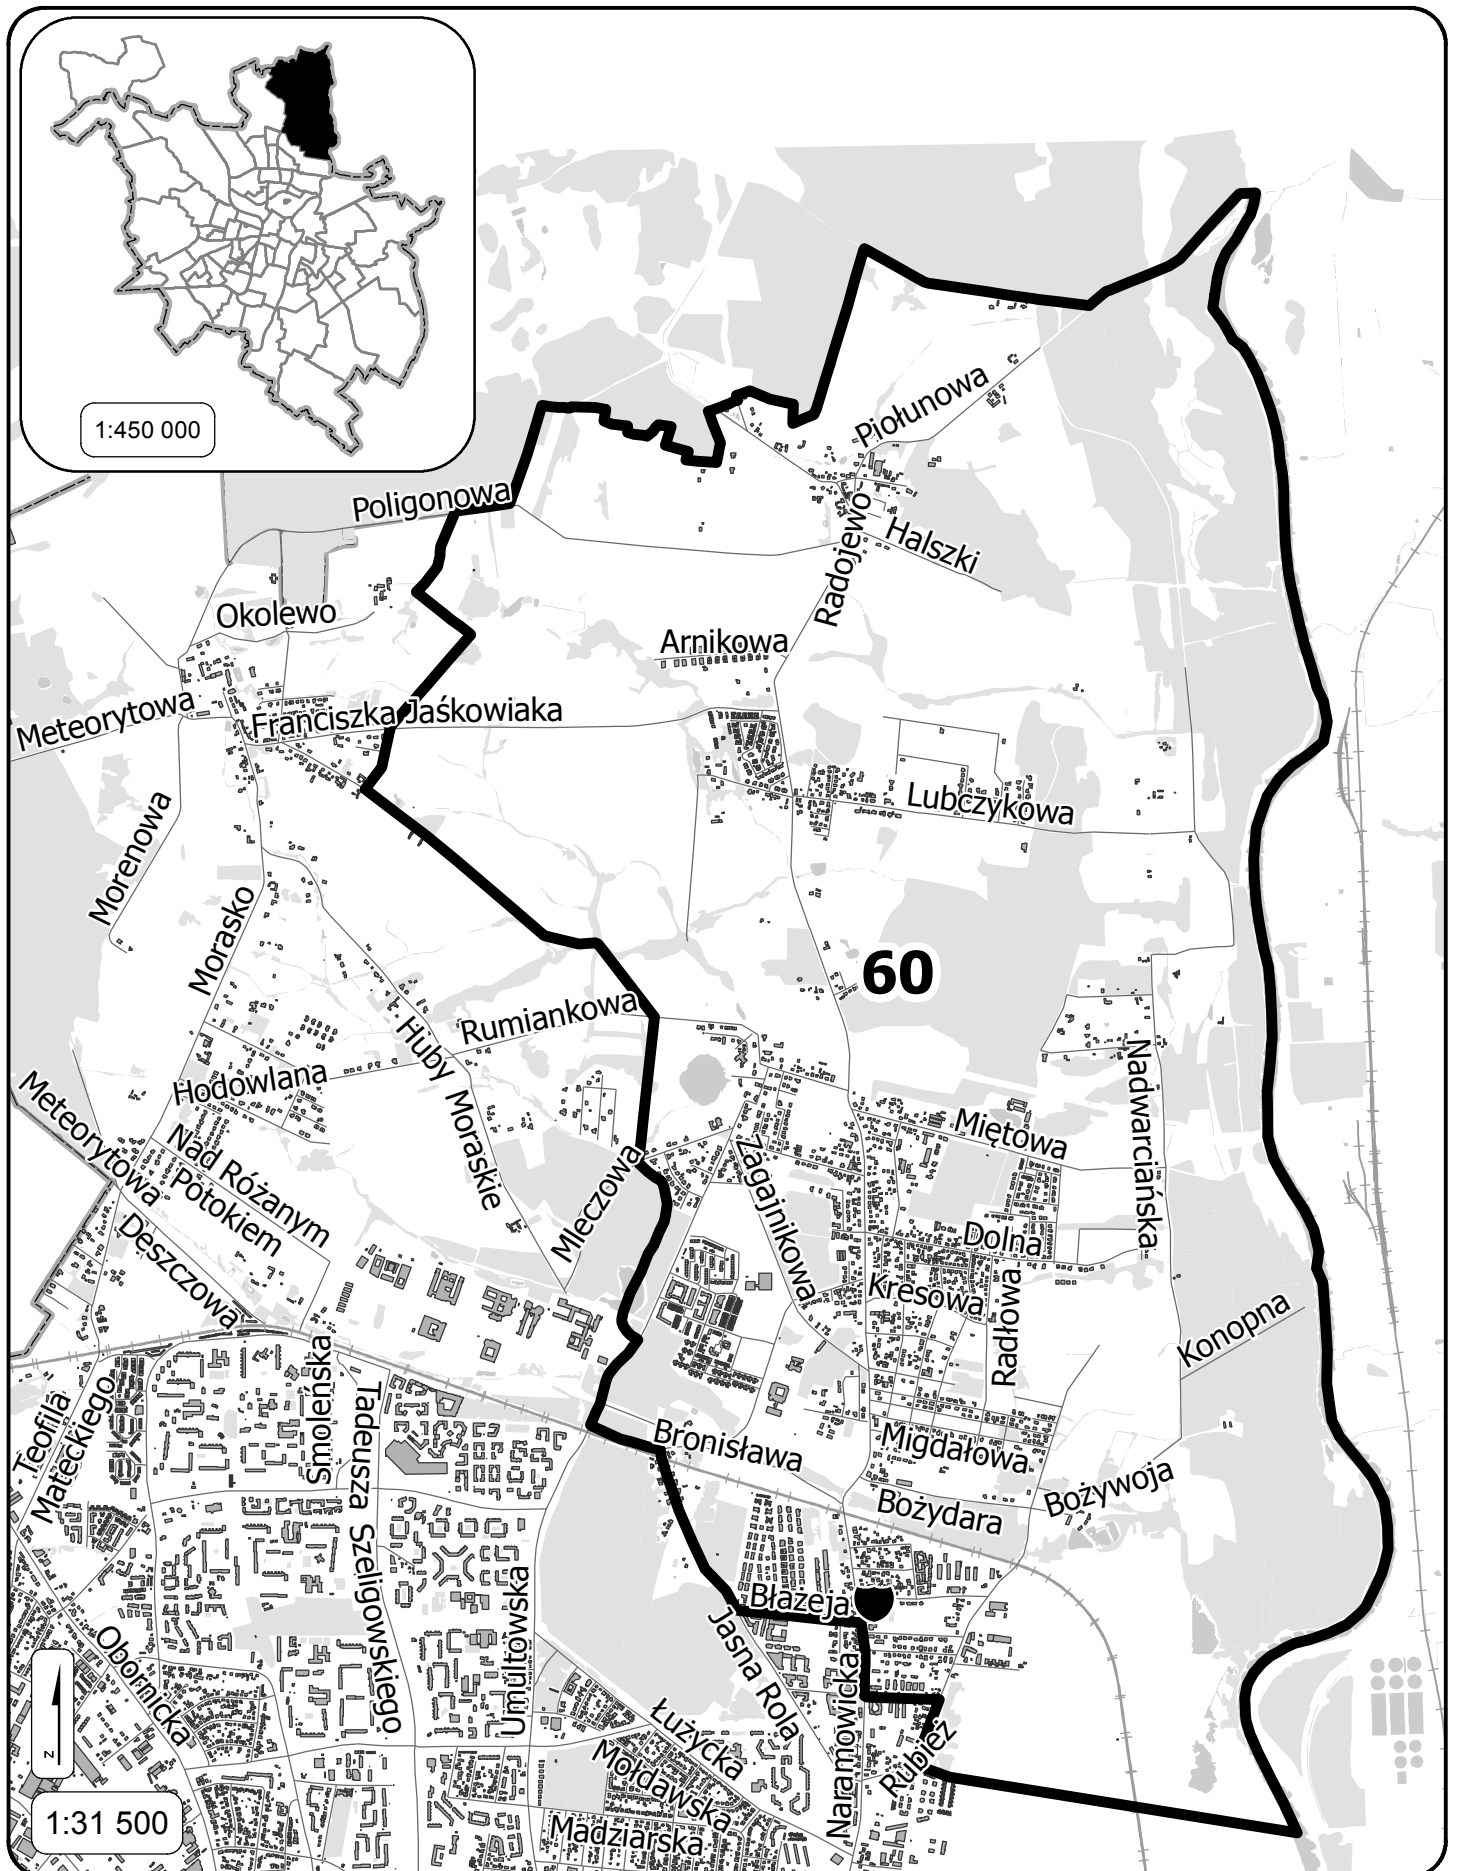 1:450 000
Piołunowa
Poligonowa
Radojewo
Halszki
Okolewo
Arnikowa
Meteorytowa
Franciszka Jaśkowiaka
Lubczykowa
Morenowa
Morasko
60
Rumiankowa
Huby Moraskie
Hodowlana
Nadwarciańska
Miętowa
Meteorytowa
Nad Różanym
Potokiem
Zagajnikowa
Mleczowa
Deszczowa
Dolna
Kresowa
Radłowa
Konopna
Smoleńska
Teofila
Mateckiego
Tadeusza Szeligowskiego
Bronisława
Migdałowa
Bożywoja
Bożydara
Umultowska
Błażeja
Jasna Rola
Obornicka
Naramowicka
Rubież
Łużycka
Mołdawska
Madziarska
N
1:31 500